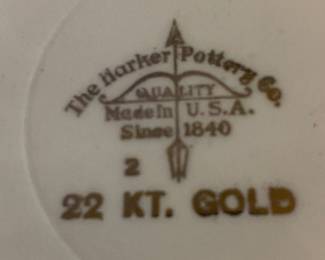 The Harker Pottery Co.
QUALITY
Made In U.S.A.
Since 1840
2
22 KT. GOLD